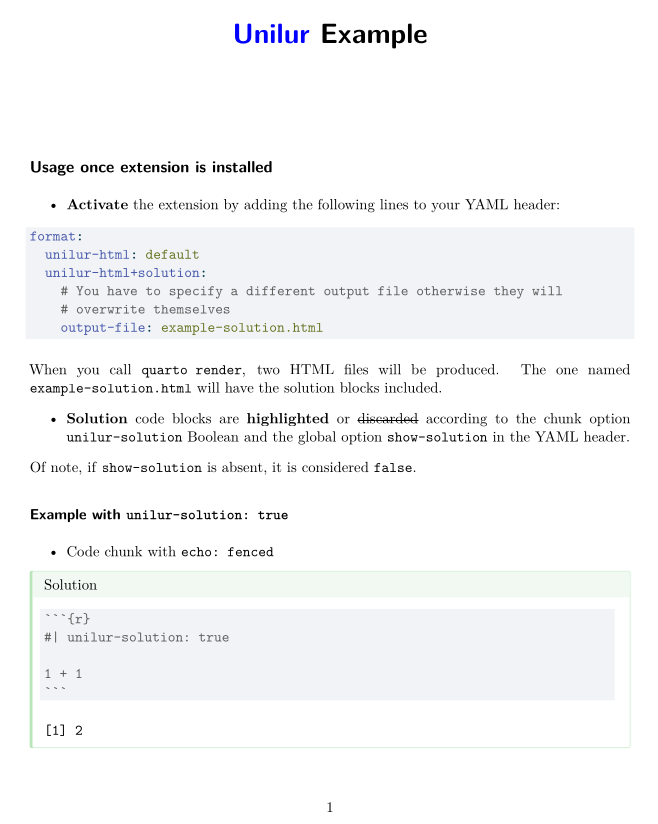 Unilur Example
Usage once extension is installed
• Activate the extension by adding the following lines to your YAML header:
format:
  unilur-html: default
  unilur-html+solution:
    # You have to specify a different output file otherwise they will
    # overwrite themselves
    output-file: example-solution.html
When you call quarto render, two HTML files will be produced. The one named
example-solution.html will have the solution blocks included.
• Solution code blocks are highlighted or discarded according to the chunk option
unilur-solution Boolean and the global option show-solution in the YAML header.
Of note, if show-solution is absent, it is considered false.
Example with unilur-solution: true
• Code chunk with echo: fenced
Solution
```{r}
#| unilur-solution: true
1 + 1
```
[1] 2
1